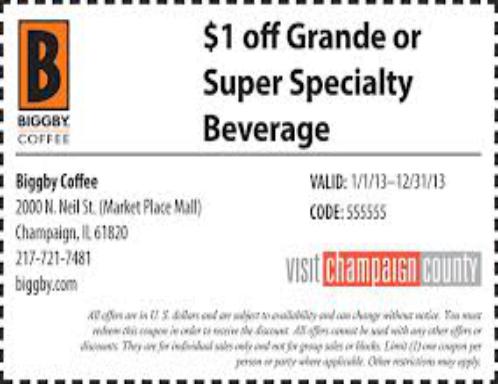 B
BIGGBY
COFFEE
$1 off Grande or
Super Specialty
Beverage
Biggby Coffee
2000 N. Neil St. (Market Place Mall)
Champaign, IL 61820
217-721-7481
biggby.com
VALID: 1/1/13-12/31/13
CODE: 555555
visit champaign county
All offers are in U. S. dollars and are subject to availability and can change without notice. You must
redeem this coupon in order to receive the discount. All offers cannot be used with any other offers or
discounts. They are for individual sales only and not for group sales or blocks. Limit (1) one coupon per
person or party where applicable. Other restrictions may apply.